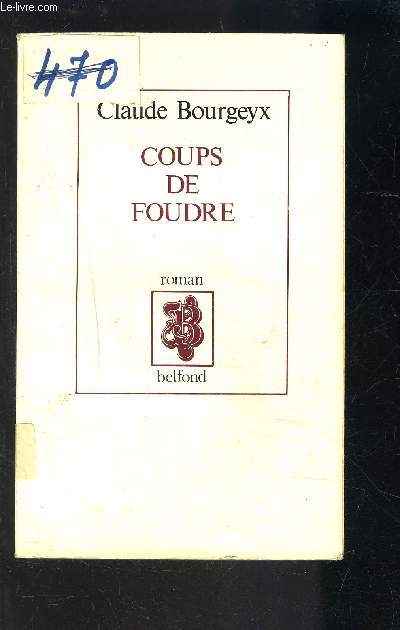 Le-livre.com
470
Claude Bourgeyx
COUPS
DE
FOUDRE
roman
B
belfond